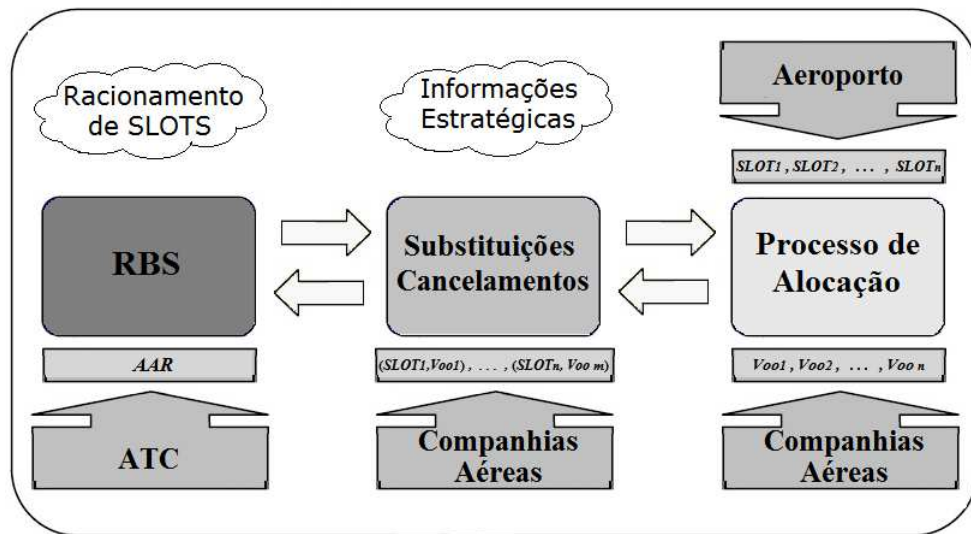 Racionamento
de SLOTS
Informações
Estratégicas
Aeroporto
SLOT1 , SLOT2 , . . . , SLOTn
RBS
Substituições
Cancelamentos
Processo de
Alocação
AAR
(SLOT1,Voo1) , . . . , (SLOTn, Voo m)
Voo1 , Voo2 , . . . , Voo n
ATC
Companhias
Aéreas
Companhias
Aéreas